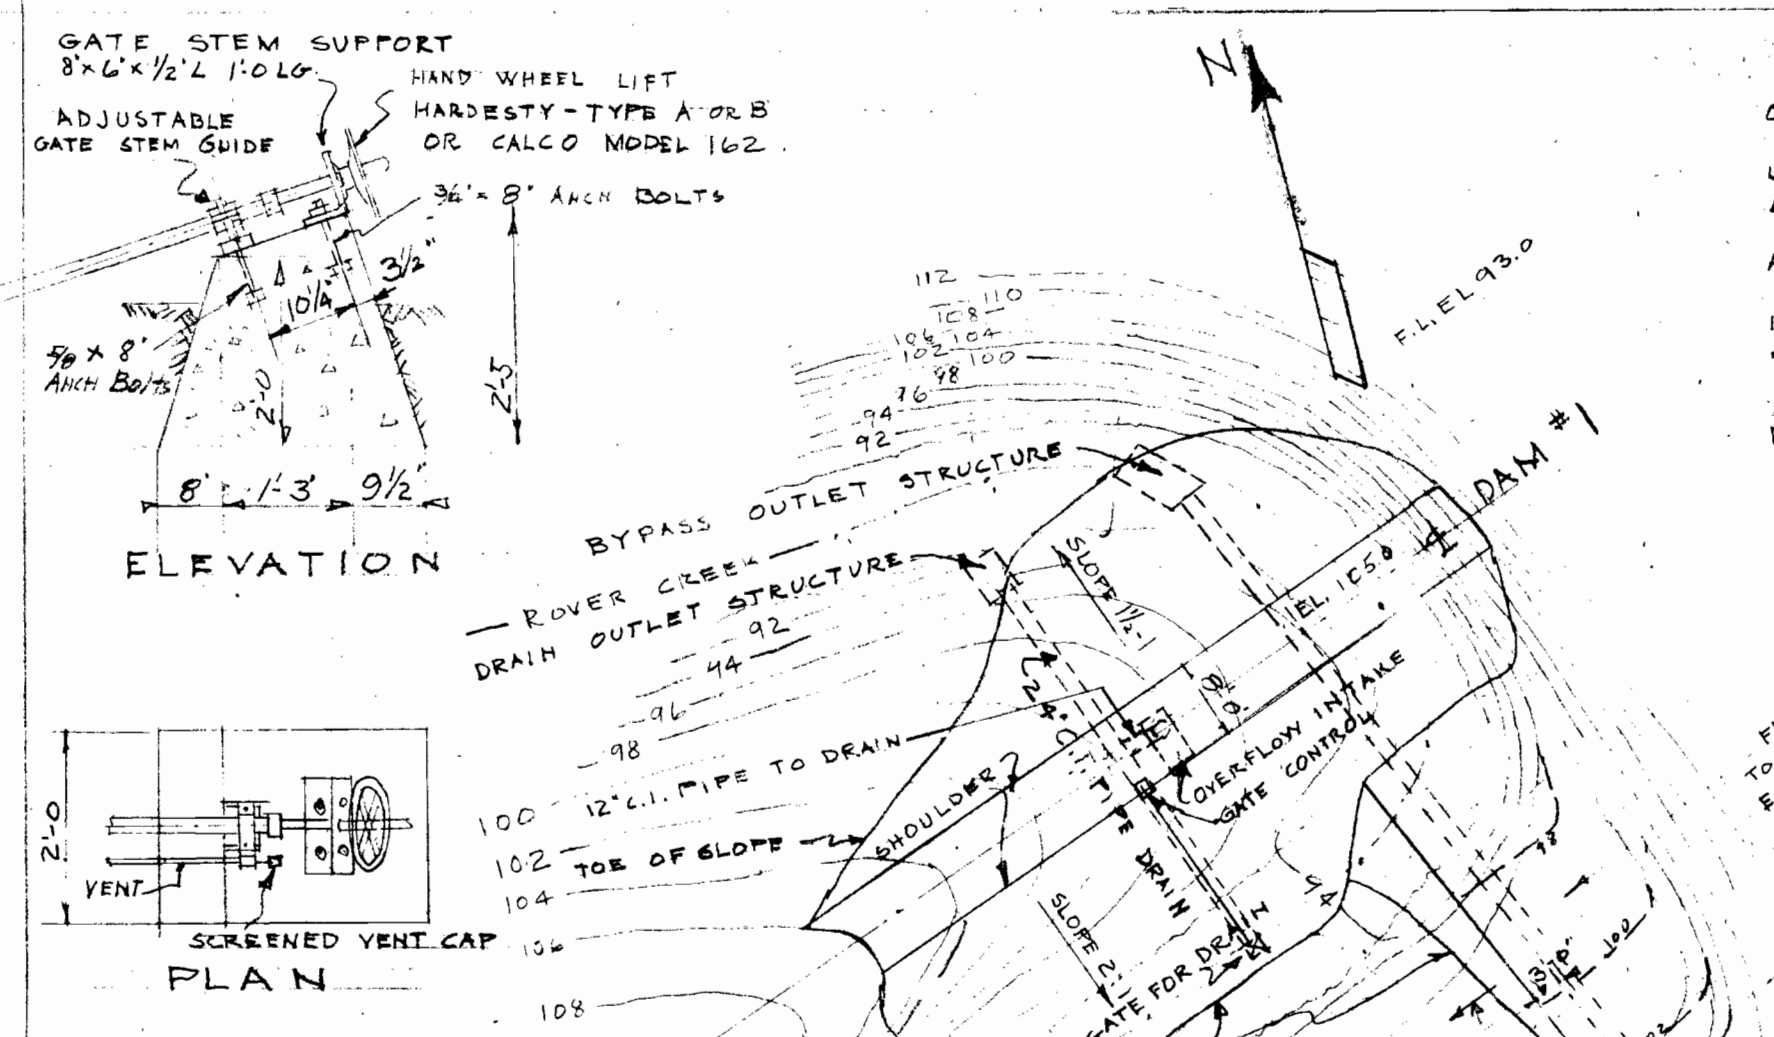 GATE STEM SUPPORT
8"x6"x1/2" L 1'-0 LG.
HAND WHEEL LIFT
HARDESTY - TYPE A OR B
OR CALCO MODEL 162.
ADJUSTABLE
GATE STEM GUIDE
3/4" x 8" ANCH BOLTS
3 1/2"
10 1/4"
5/8 x 8"
ANCH Bolts
2'-0
2'-5
8"
1'-3"
9 1/2"
ELEVATION
2'-0
VENT
SCREENED VENT CAP
PLAN
N
F.L. EL 93.0
112
110
108
106
104
102
100
98
96
94
92
BYPASS OUTLET STRUCTURE
ROVER CREEK
DRAIN OUTLET STRUCTURE
92
94
96
98
100
12" C.I. PIPE TO DRAIN
102
TOE OF SLOPE
104
106
108
SHOULDER
DAM #1
EL. 105.0
SLOPE 1 1/2-1
8'-0"
24"
PIPE DRAIN
OVERFLOW INTAKE
GATE CONTROL
SLOPE 2:1
GATE FOR DRAIN
94
98
100